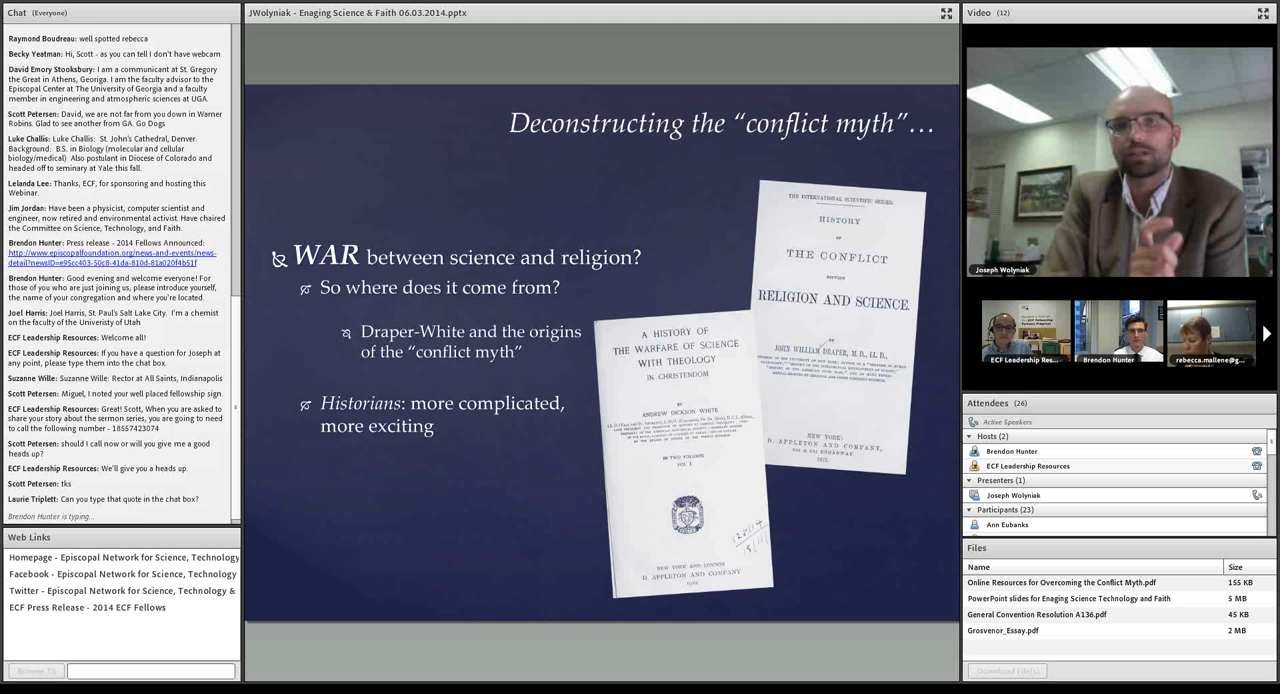 Chat (Everyone)
Raymond Boudreau: well spotted rebecca
Becky Yeatman: Hi, Scott - as you can tell I don't have webcam
David Emory Stooksbury: I am a communicant at St. Gregory
the Great in Athens, Georiga. I am the faculty advisor to the
Episcopal Center at The University of Georgia and a faculty
member in engineering and atmospheric sciences at UGA.
Scott Petersen: David, we are not far from you down in Warner
Robins. Glad to see another from GA. Go Dogs
Luke Challis: Luke Challis: St. John's Cathedral, Denver.
Background: B.S. in Biology (molecular and cellular
biology/medical) Also postulant in Diocese of Colorado and
headed off to seminary at Yale this fall.
Lelanda Lee: Thanks, ECF, for sponsoring and hosting this
Webinar.
Jim Jordan: Have been a physicist, computer scientist and
engineer, now retired and environmental activist. Have chaired
the Committee on Science, Technology, and Faith.
Brendon Hunter: Press release - 2014 Fellows Announced:
http://www.episcopalfoundation.org/news-and-events/news-
detail?newsID=e95cc403-50c8-41da-810d-81a020f4b51f
Brendon Hunter: Good evening and welcome everyone! For
those of you who are just joining us, please introduce yourself,
the name of your congregation and where you're located.
Joel Harris: Joel Harris, St. Paul's Salt Lake City. I'm a chemist
on the faculty of the Univeristy of Utah
ECF Leadership Resources: Welcome all!
ECF Leadership Resources: If you have a question for Joseph at
any point, please type them into the chat box.
Suzanne Wille: Suzanne Wille: Rector at All Saints, Indianapolis
Scott Petersen: Miguel, I noted your well placed fellowship sign.
ECF Leadership Resources: Great! Scott, When you are asked to
share your story about the sermon series, you are going to need
to call the following number - 18557423074
Scott Petersen: should I call now or will you give me a good
heads up?
ECF Leadership Resources: We'll give you a heads up.
Scott Petersen: tks
Laurie Triplett: Can you type that quote in the chat box?
Brendon Hunter is typing...
Web Links
Homepage - Episcopal Network for Science, Technology
Facebook - Episcopal Network for Science, Technology
Twitter - Episcopal Network for Science, Technology &
ECF Press Release - 2014 ECF Fellows
Browse To
JWolyniak - Enaging Science & Faith 06.03.2014.pptx
Deconstructing the “conflict myth”...
WAR between science and religion?
So where does it come from?
Draper-White and the origins
of the “conflict myth”
Historians: more complicated,
more exciting
A HISTORY OF
THE WARFARE OF SCIENCE
WITH THEOLOGY
IN CHRISTENDOM
BY
ANDREW DICKSON WHITE
IN TWO VOLUMES
VOL. I
NEW YORK AND LONDON
D. APPLETON AND COMPANY
THE INTERNATIONAL SCIENTIFIC SERIES.
HISTORY
OF
THE CONFLICT
BETWEEN
RELIGION AND SCIENCE.
BY
JOHN WILLIAM DRAPER, M.D., LL.D.,
NEW YORK:
D. APPLETON AND COMPANY,
BROADWAY.
Video (12)
Joseph Wolyniak
ECF Leadership Res...
Brendon Hunter
rebecca.mallene@g...
Attendees (26)
Active Speakers
Hosts (2)
Brendon Hunter
ECF Leadership Resources
Presenters (1)
Joseph Wolyniak
Participants (23)
Ann Eubanks
Files
Name Size
Online Resources for Overcoming the Conflict Myth.pdf 155 KB
PowerPoint slides for Enaging Science Technology and Faith 5 MB
General Convention Resolution A136.pdf 45 KB
Grosvenor_Essay.pdf 2 MB
Download File(s)